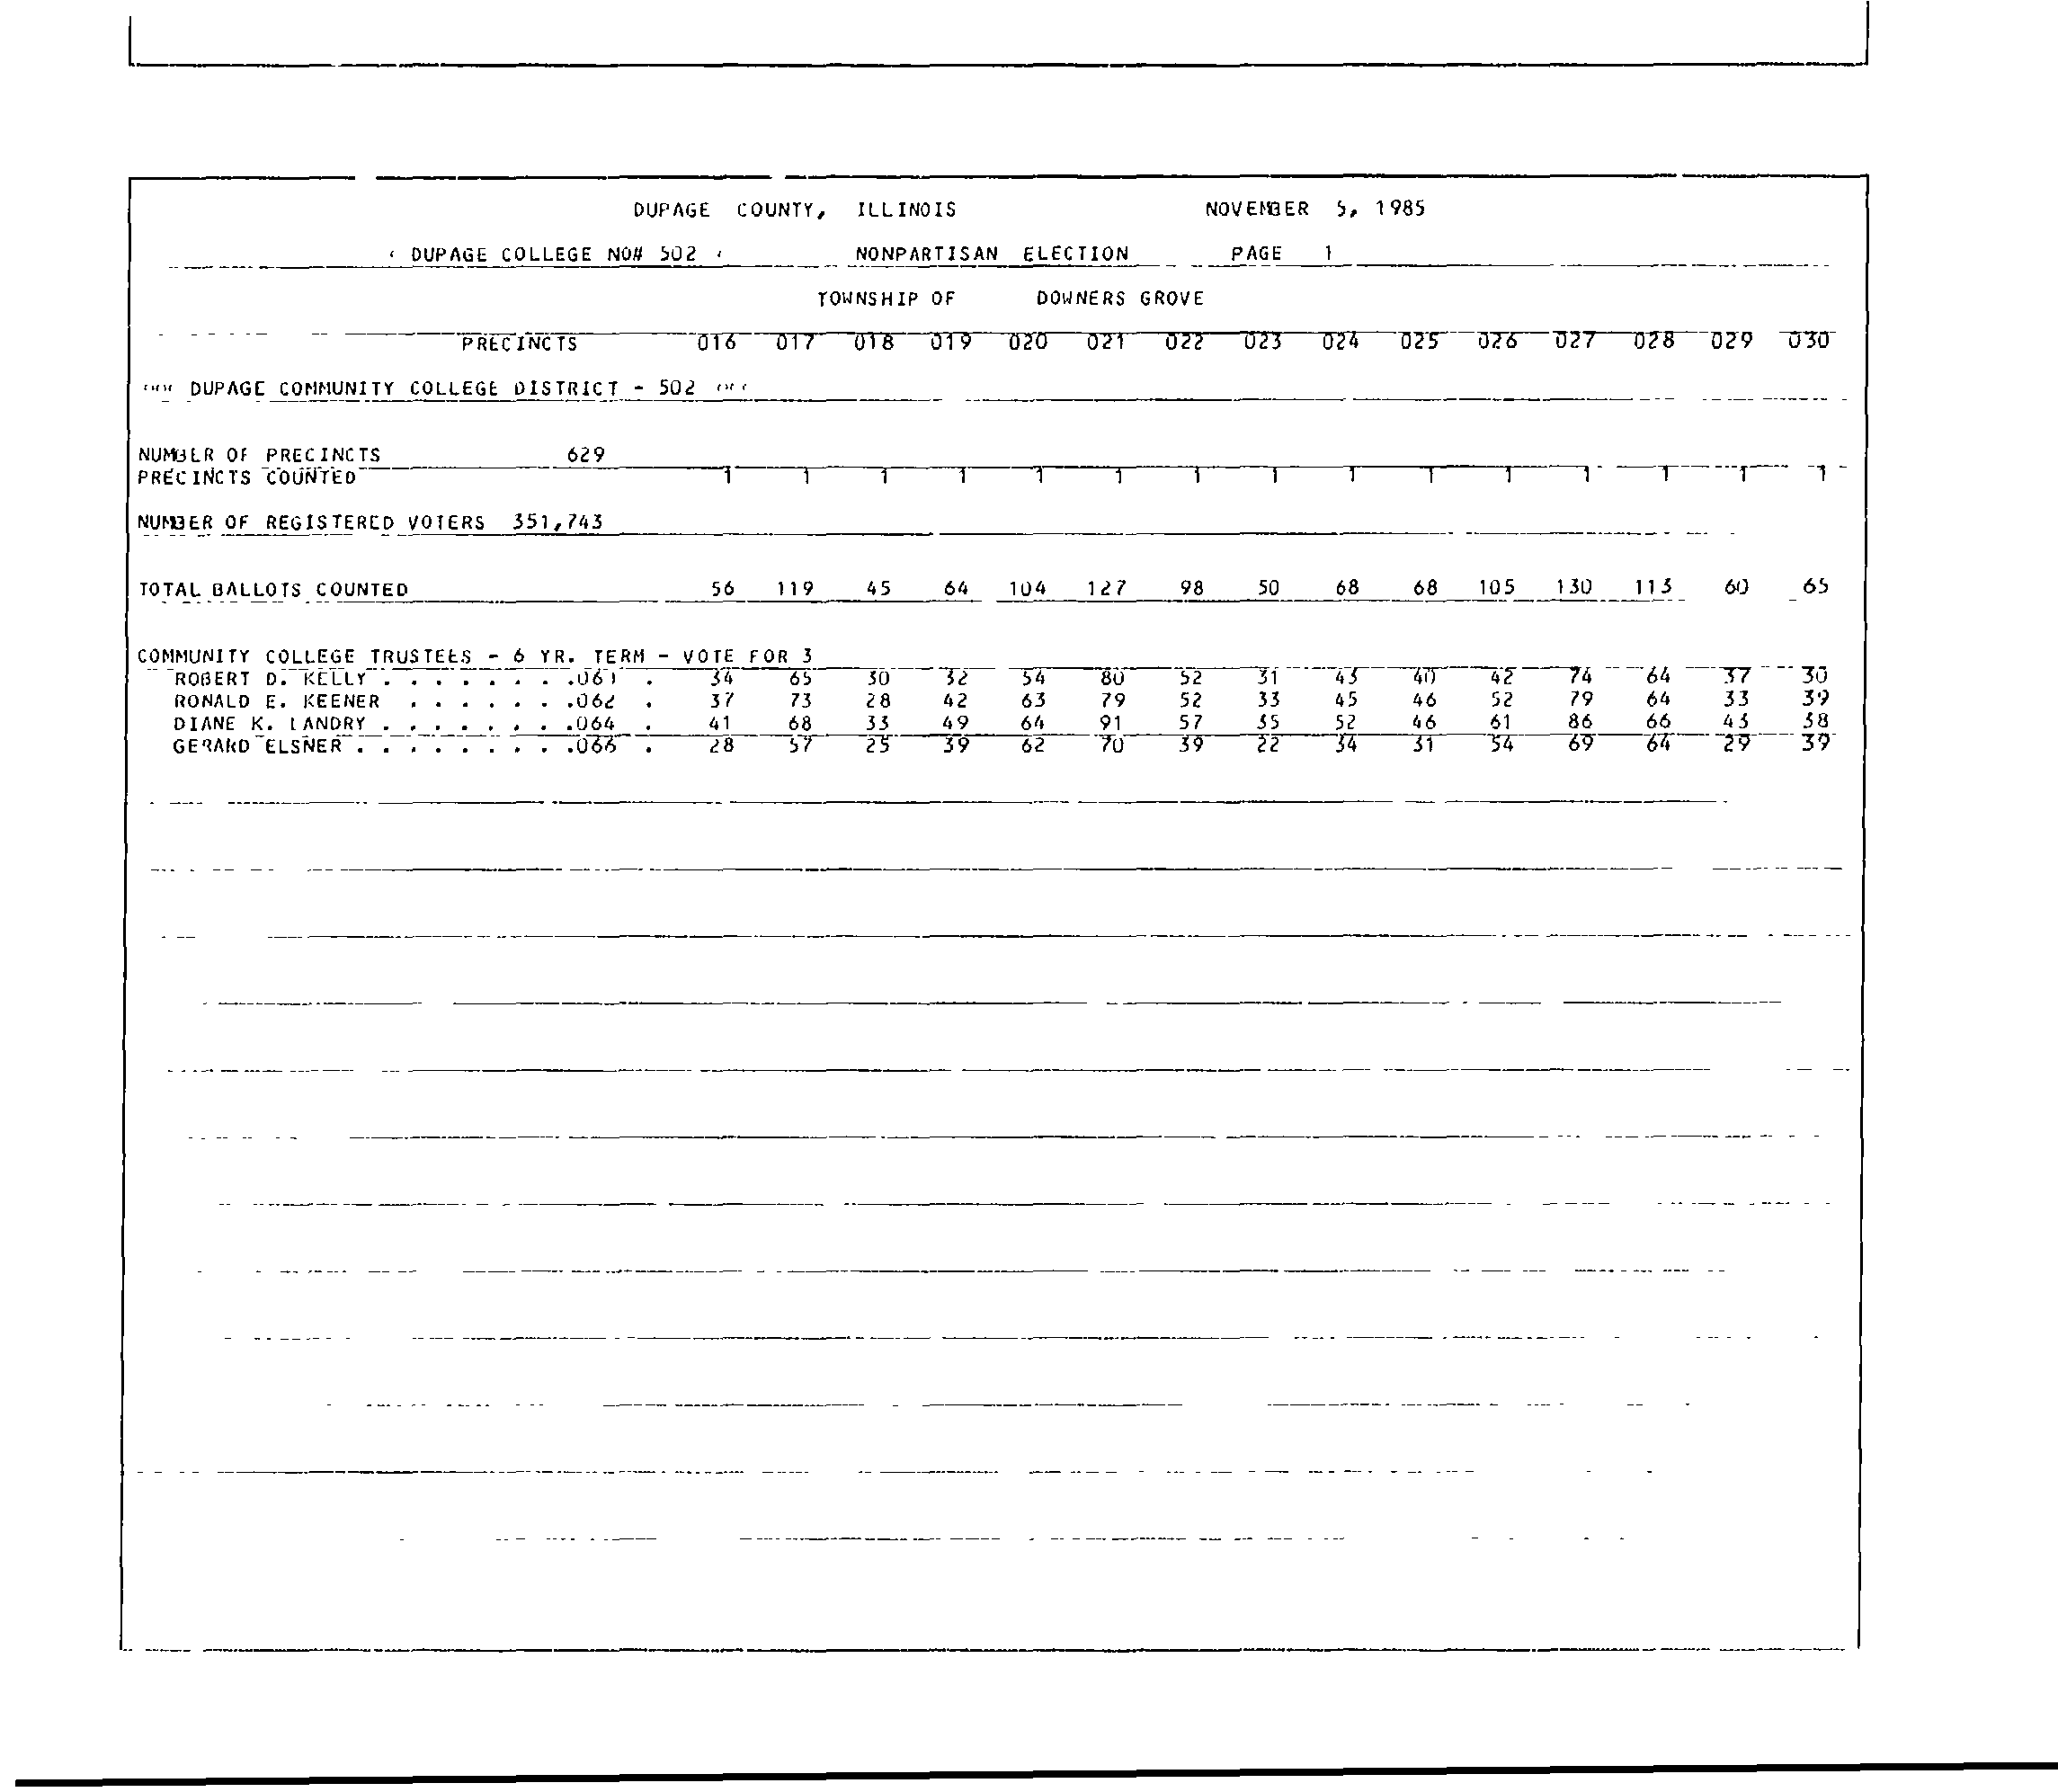 DUPAGE COUNTY, ILLINOIS NOVEMBER 5, 1985
DUPAGE COLLEGE NO# 502 NONPARTISAN ELECTION PAGE 1
TOWNSHIP OF DOWNERS GROVE
PRECINCTS 016 017 018 019 020 021 022 023 024 025 026 027 028 029 030
DUPAGE COMMUNITY COLLEGE DISTRICT - 502
NUMBER OF PRECINCTS 629
PRECINCTS COUNTED 1 1 1 1 1 1 1 1 1 1 1 1 1 1 1
NUMBER OF REGISTERED VOTERS 351,743
TOTAL BALLOTS COUNTED 56 119 45 64 104 127 98 50 68 68 105 130 113 60 65
COMMUNITY COLLEGE TRUSTEES - 6 YR. TERM - VOTE FOR 3
ROBERT D. KELLY . . . . . . . .061 . 34 65 30 32 54 80 52 31 43 40 42 74 64 37 30
RONALD E. KEENER . . . . . . .062 . 37 73 28 42 63 79 52 33 45 46 52 79 64 33 39
DIANE K. LANDRY . . . . . . . .064 . 41 68 33 49 64 91 57 35 52 46 61 86 66 43 38
GERARD ELSNER . . . . . . . . .066 . 28 57 25 39 62 70 39 22 34 31 54 69 64 29 39